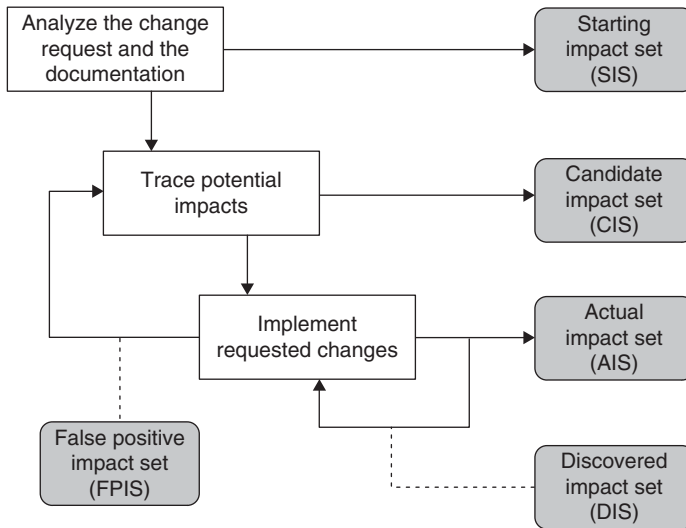 Analyze the change
request and the
documentation
Starting
impact set
(SIS)
Trace potential
impacts
Candidate
impact set
(CIS)
Implement
requested changes
Actual
impact set
(AIS)
False positive
impact set
(FPIS)
Discovered
impact set
(DIS)